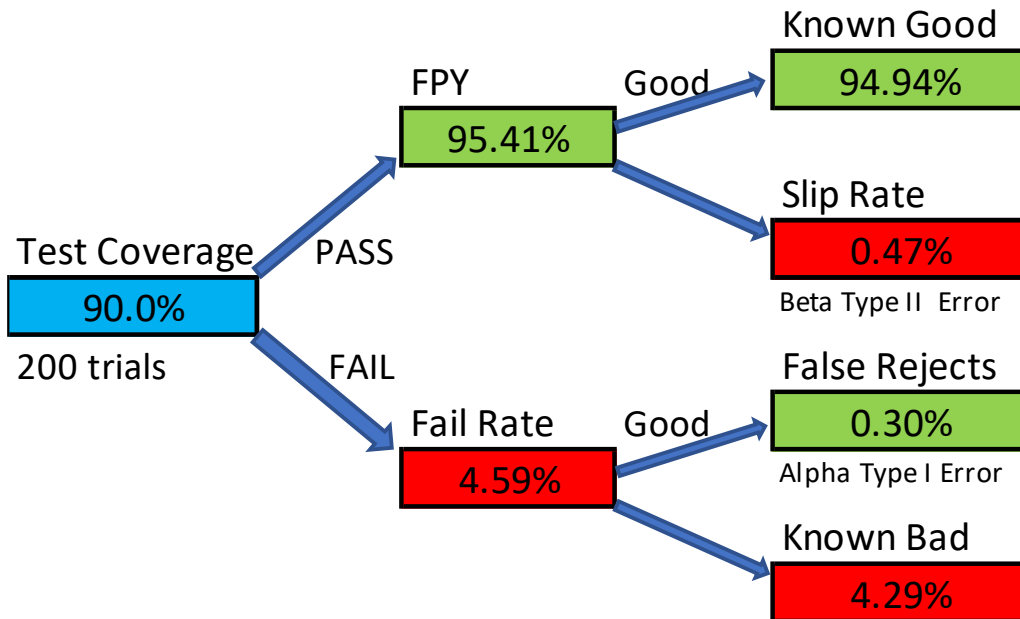 Known Good
94.94%
FPY
Good
95.41%
Slip Rate
0.47%
Beta Type II Error
Test Coverage
PASS
90.0%
200 trials
FAIL
False Rejects
0.30%
Alpha Type I Error
Fail Rate
Good
4.59%
Known Bad
4.29%